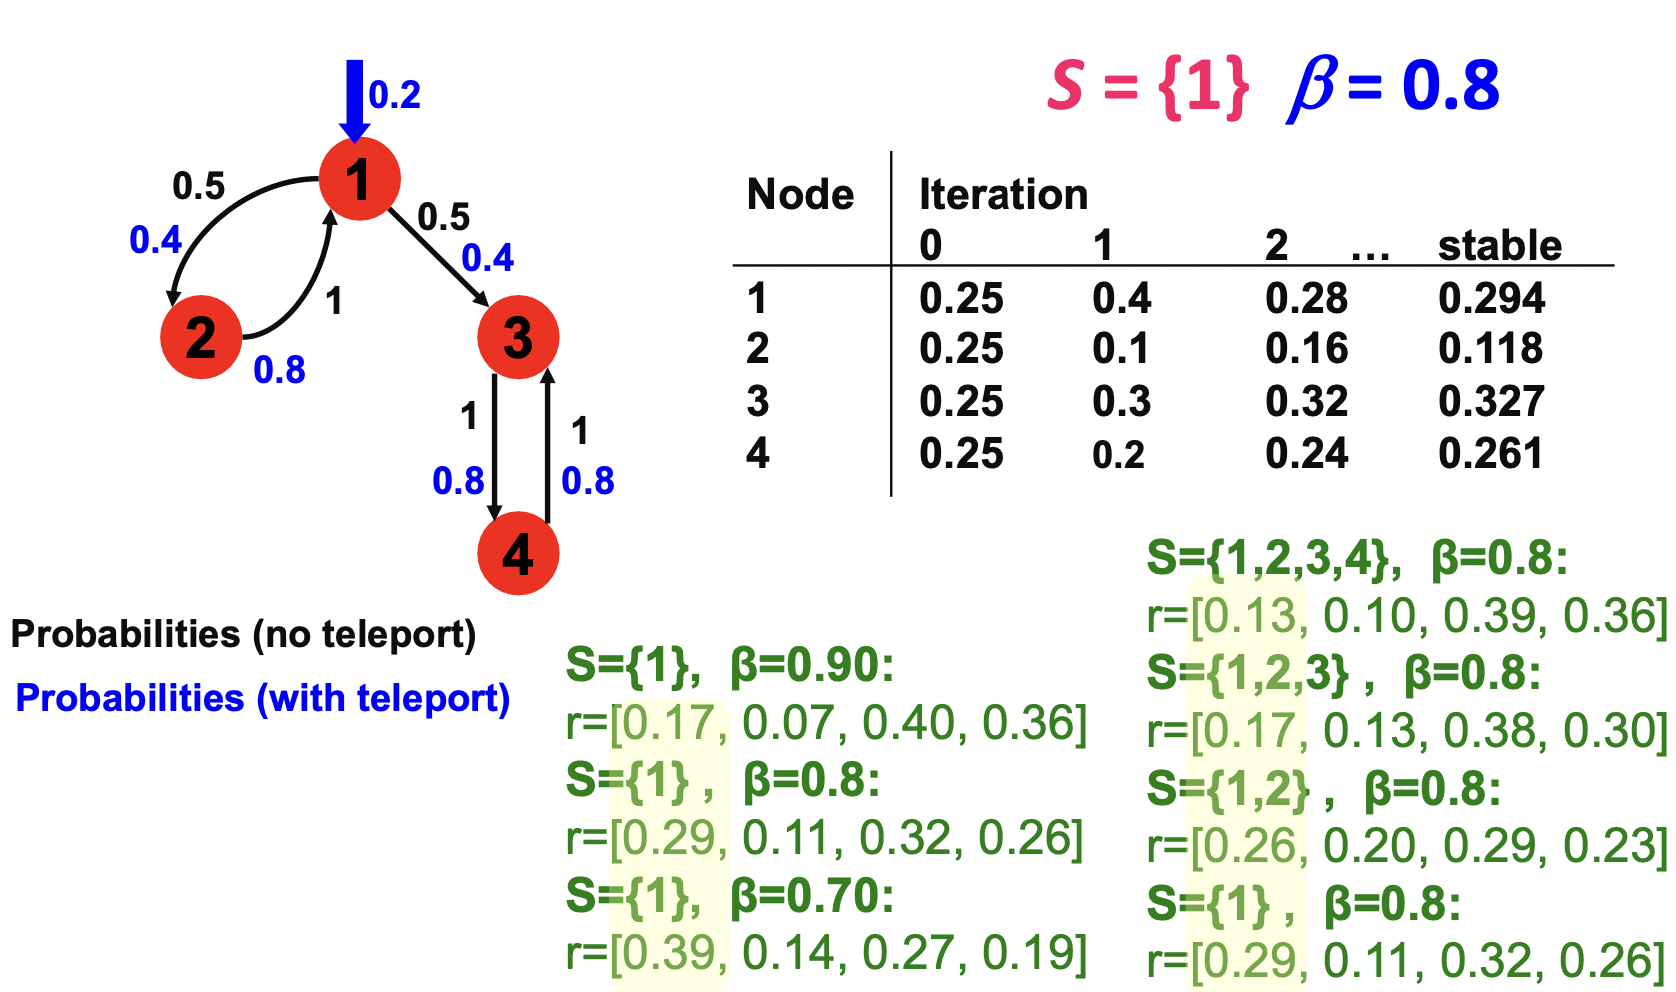 S = {1} β = 0.8
0.2
1
0.5
0.5
0.4
0.4
1
2
3
0.8
1
1
0.8
0.8
4
Probabilities (no teleport)
Probabilities (with teleport)
Node Iteration
0 1 2 ... stable
1 0.25 0.4 0.28 0.294
2 0.25 0.1 0.16 0.118
3 0.25 0.3 0.32 0.327
4 0.25 0.2 0.24 0.261
S={1}, β=0.90:
r=[0.17, 0.07, 0.40, 0.36]
S={1} , β=0.8:
r=[0.29, 0.11, 0.32, 0.26]
S={1}, β=0.70:
r=[0.39, 0.14, 0.27, 0.19]
S={1,2,3,4}, β=0.8:
r=[0.13, 0.10, 0.39, 0.36]
S={1,2,3} , β=0.8:
r=[0.17, 0.13, 0.38, 0.30]
S={1,2} , β=0.8:
r=[0.26, 0.20, 0.29, 0.23]
S={1} , β=0.8:
r=[0.29, 0.11, 0.32, 0.26]